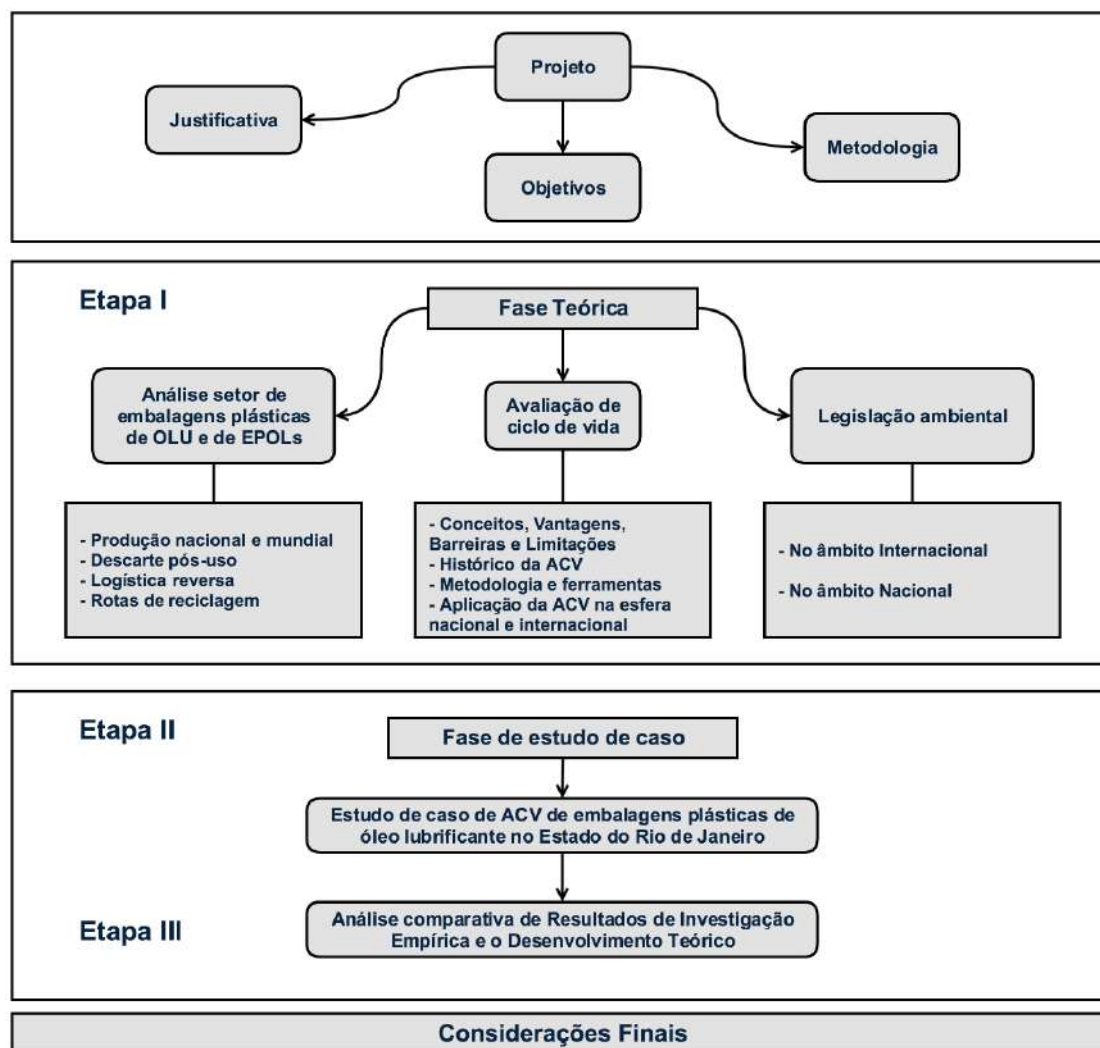 Projeto
Justificativa
Metodologia
Objetivos
Etapa I
Fase Teórica
Análise setor de
embalagens plásticas
de OLU e de EPOLs
Avaliação de
ciclo de vida
Legislação ambiental
- Produção nacional e mundial
- Descarte pós-uso
- Logística reversa
- Rotas de reciclagem
- Conceitos, Vantagens,
Barreiras e Limitações
- Histórico da ACV
- Metodologia e ferramentas
- Aplicação da ACV na esfera
nacional e internacional
- No âmbito Internacional
- No âmbito Nacional
Etapa II
Fase de estudo de caso
Estudo de caso de ACV de embalagens plásticas de
óleo lubrificante no Estado do Rio de Janeiro
Etapa III
Análise comparativa de Resultados de Investigação
Empírica e o Desenvolvimento Teórico
Considerações Finais